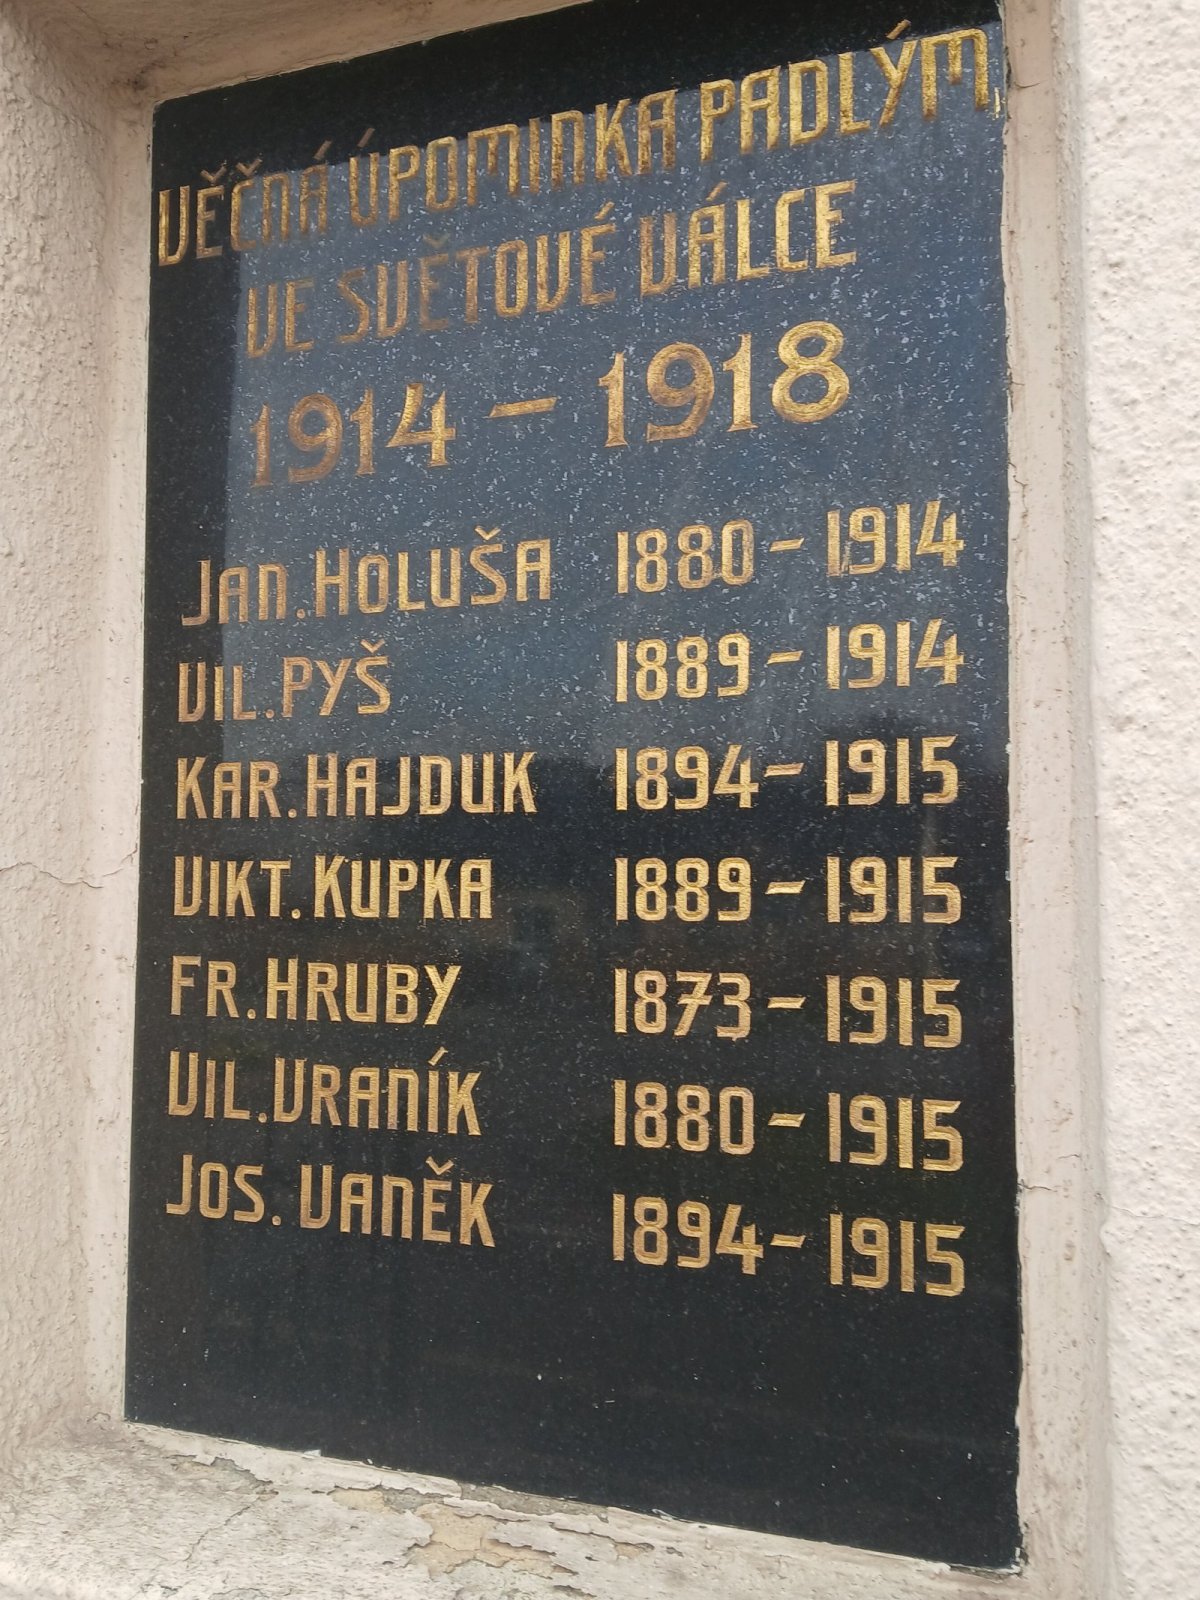 VĚČNÁ ÚPOMINKA PADLÝM
VE SVĚTOVÉ VÁLCE
1914 – 1918
JAN. HOLUŠA 1880 – 1914
VIL. PYŠ 1889 – 1914
KAR. HAJDUK 1894 – 1915
VIKT. KUPKA 1889 – 1915
FR. HRUBY 1873 – 1915
VIL. VRANÍK 1880 – 1915
JOS. VANĚK 1894 – 1915